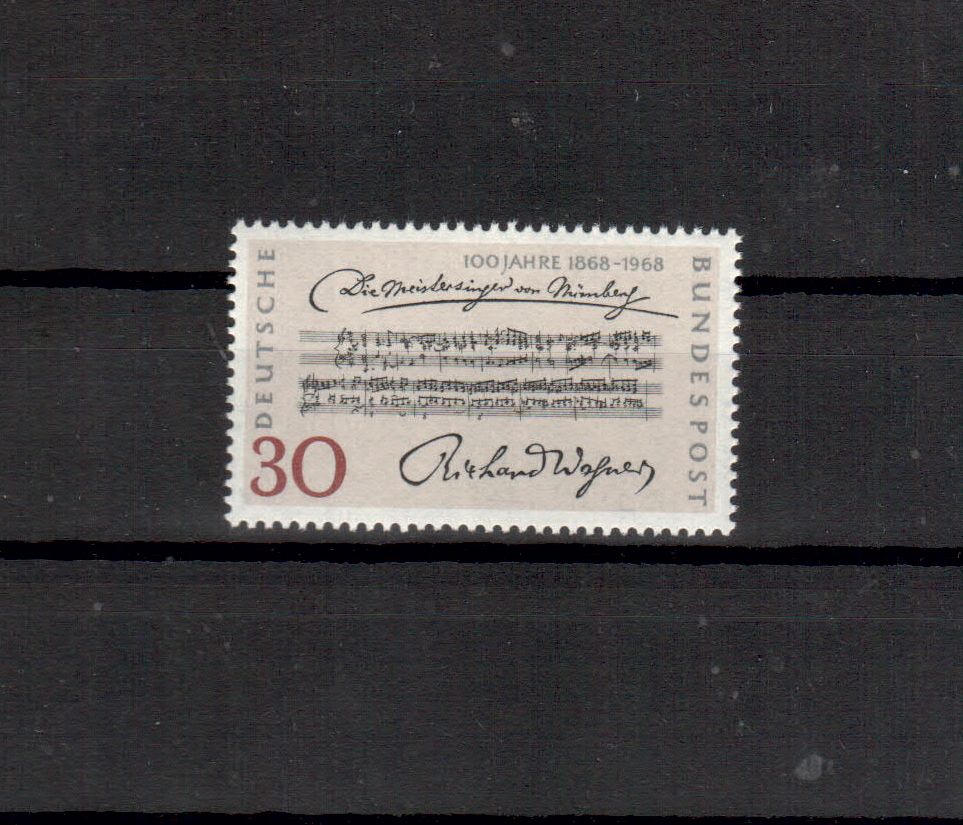 100 JAHRE 1868-1968
Die Meistersinger von Nürnberg
DEUTSCHE
BUNDESPOST
30
Richard Wagner